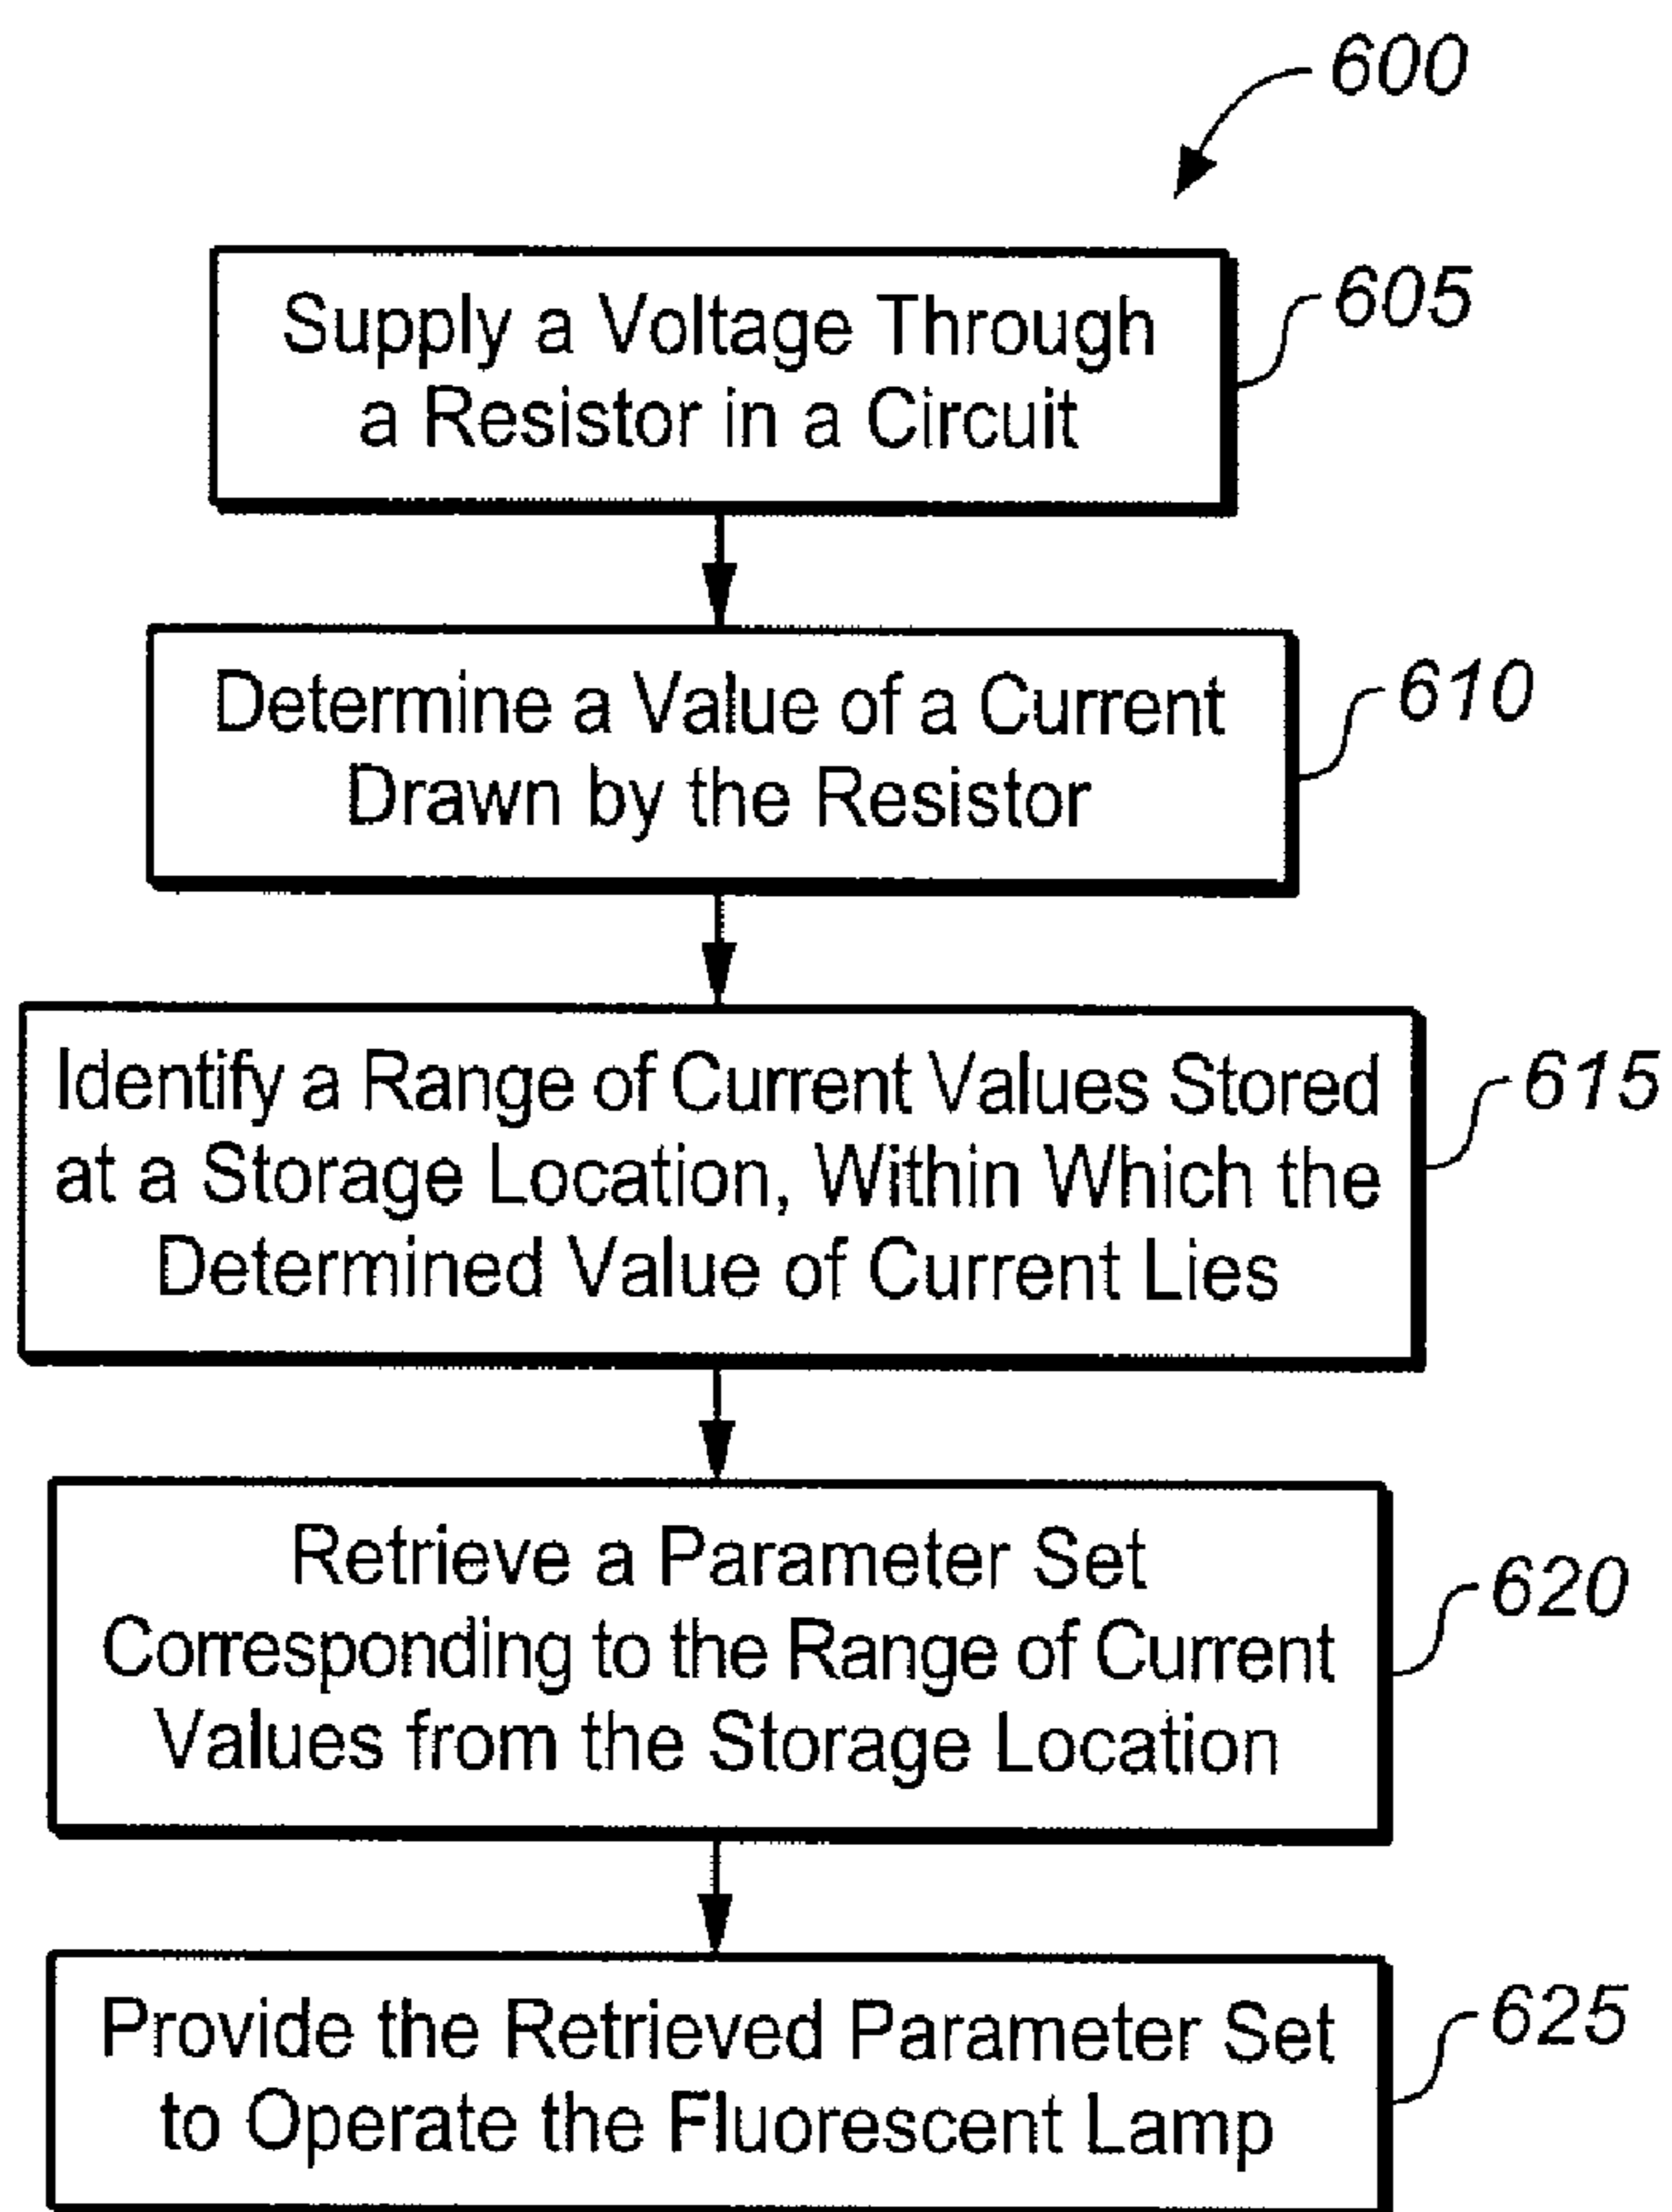 600
Supply a Voltage Through
a Resistor in a Circuit
605
Determine a Value of a Current
Drawn by the Resistor
610
Identify a Range of Current Values Stored
at a Storage Location, Within Which the
Determined Value of Current Lies
615
Retrieve a Parameter Set
Corresponding to the Range of Current
Values from the Storage Location
620
Provide the Retrieved Parameter Set
to Operate the Fluorescent Lamp
625